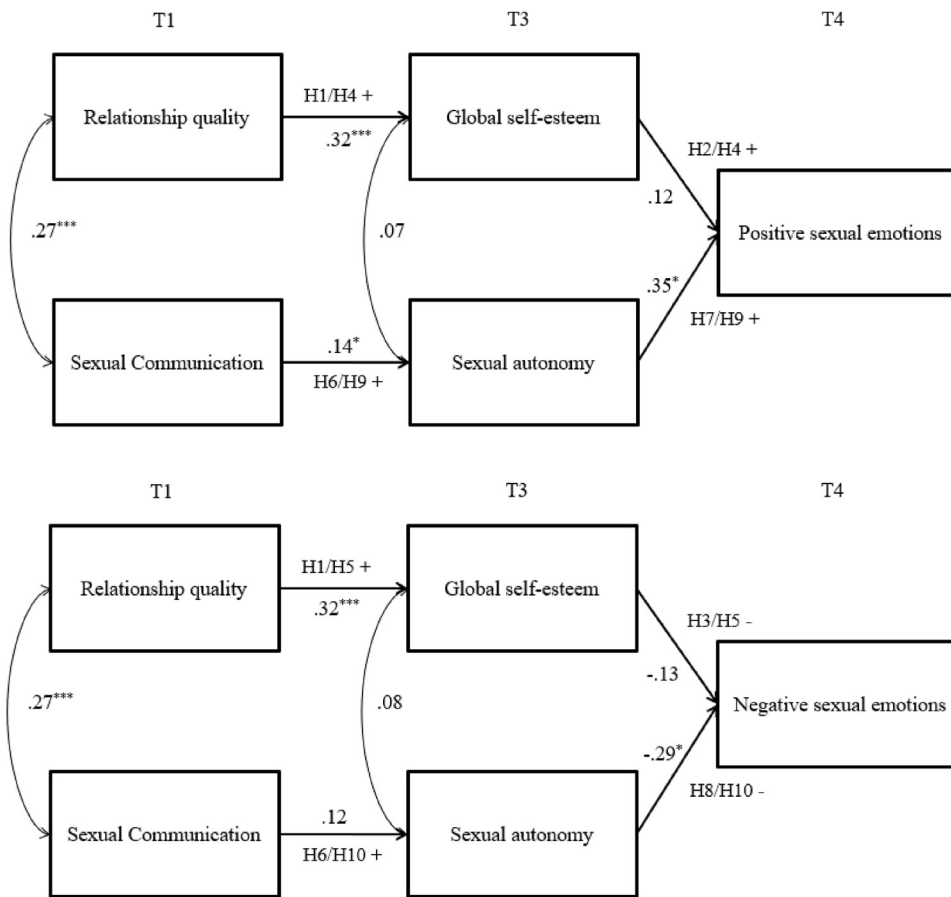 T1 T3 T4
H1/H4 +
Relationship quality Global self-esteem
.32***
H2/H4 +
.12
.27*** .07 Positive sexual emotions
.35*
H7/H9 +
.14*
Sexual Communication Sexual autonomy
H6/H9 +
T1 T3 T4
H1/H5 +
Relationship quality Global self-esteem
.32***
H3/H5 -
-.13
.27*** .08 Negative sexual emotions
-.29*
H8/H10 -
.12
Sexual Communication Sexual autonomy
H6/H10 +